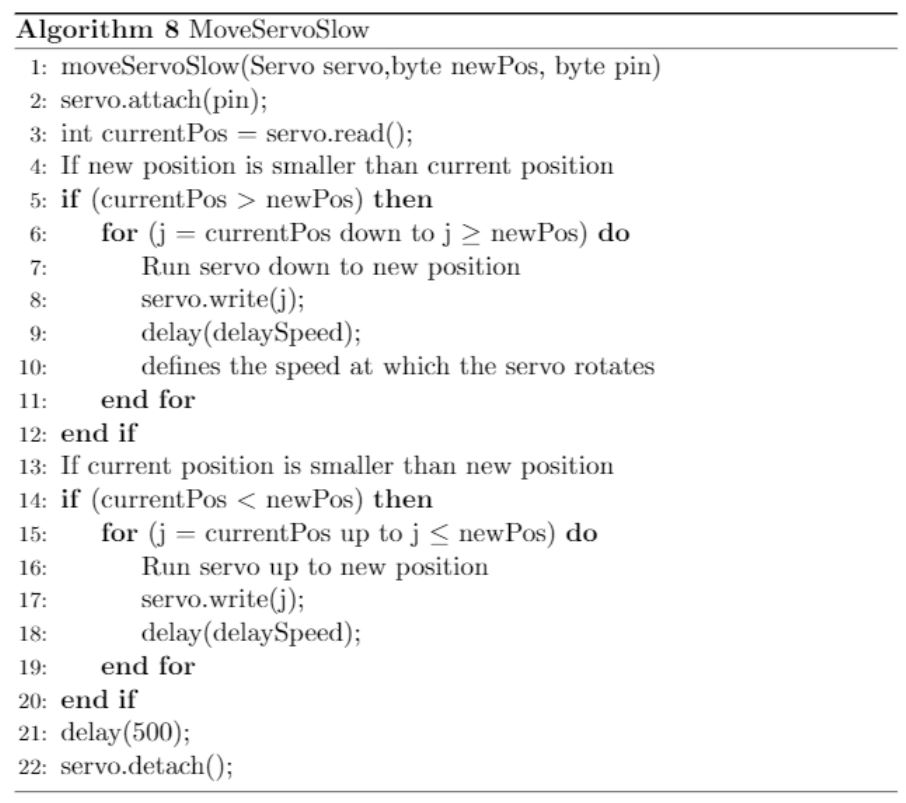 Algorithm 8 MoveServoSlow
1: moveServoSlow(Servo servo,byte newPos, byte pin)
2: servo.attach(pin);
3: int currentPos = servo.read();
4: If new position is smaller than current position
5: if (currentPos > newPos) then
6: for (j = currentPos down to j ≥ newPos) do
7: Run servo down to new position
8: servo.write(j);
9: delay(delaySpeed);
10: defines the speed at which the servo rotates
11: end for
12: end if
13: If current position is smaller than new position
14: if (currentPos < newPos) then
15: for (j = currentPos up to j ≤ newPos) do
16: Run servo up to new position
17: servo.write(j);
18: delay(delaySpeed);
19: end for
20: end if
21: delay(500);
22: servo.detach();